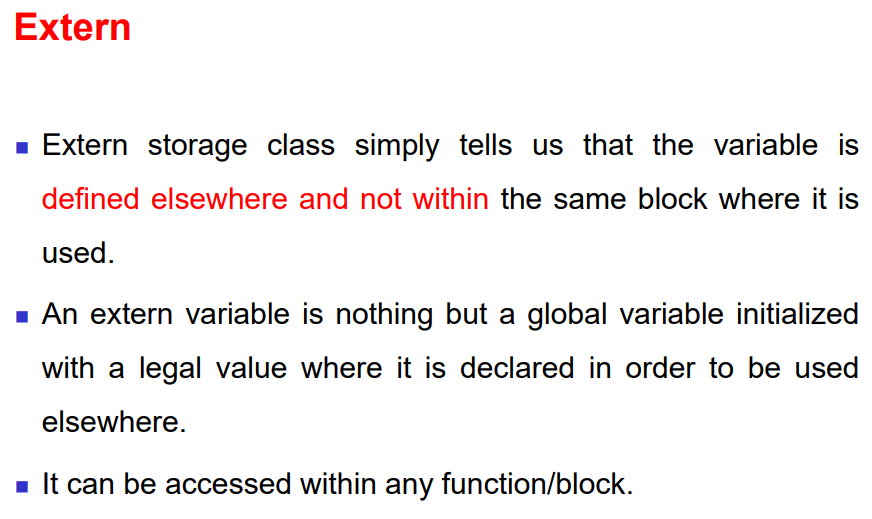 Extern
Extern storage class simply tells us that the variable is
defined elsewhere and not within the same block where it is
used.
An extern variable is nothing but a global variable initialized
with a legal value where it is declared in order to be used
elsewhere.
It can be accessed within any function/block.